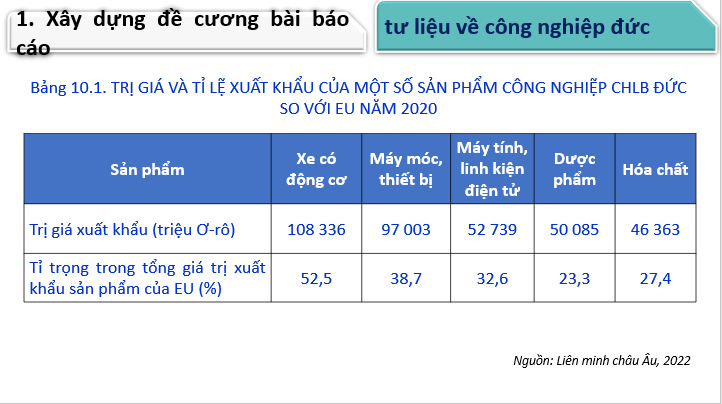 1. Xây dựng đề cương bài báo
cáo
tư liệu về công nghiệp đức
Bảng 10.1. TRỊ GIÁ VÀ TỈ LỆ XUẤT KHẨU CỦA MỘT SỐ SẢN PHẨM CÔNG NGHIỆP CHLB ĐỨC
SO VỚI EU NĂM 2020
Sản phẩm
Xe có
động cơ
Máy móc,
thiết bị
Máy tính,
linh kiện
điện tử
Dược
phẩm
Hóa chất
Trị giá xuất khẩu (triệu Ơ-rô) 108 336 97 003 52 739 50 085 46 363
Tỉ trọng trong tổng giá trị xuất
khẩu sản phẩm của EU (%) 52,5 38,7 32,6 23,3 27,4
Nguồn: Liên minh châu Âu, 2022